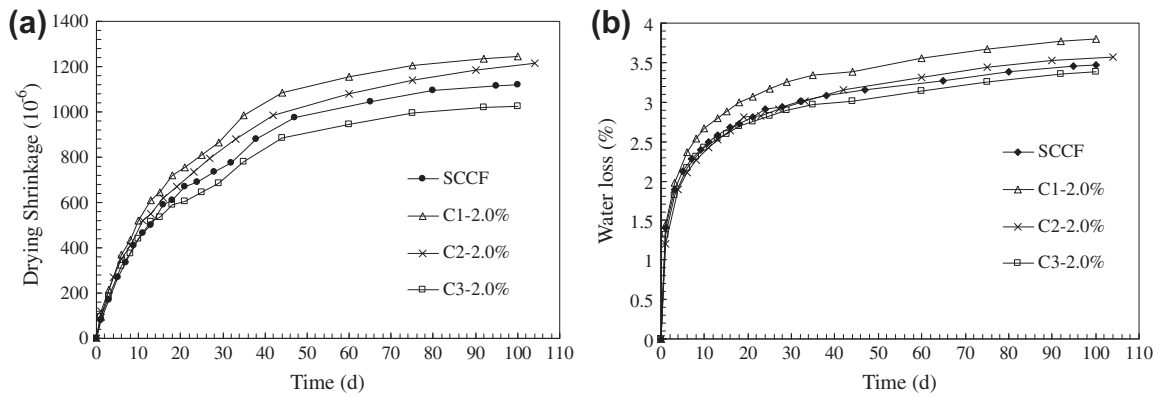 (a)
1400
1200
1000
800
600
400
200
0
Drying Shrinkage (10⁻⁶)
SCCF
C1-2.0%
C2-2.0%
C3-2.0%
0 10 20 30 40 50 60 70 80 90 100 110
Time (d)
(b)
4
3.5
3
2.5
2
1.5
1
0.5
0
Water loss (%)
SCCF
C1-2.0%
C2-2.0%
C3-2.0%
0 10 20 30 40 50 60 70 80 90 100 110
Time (d)